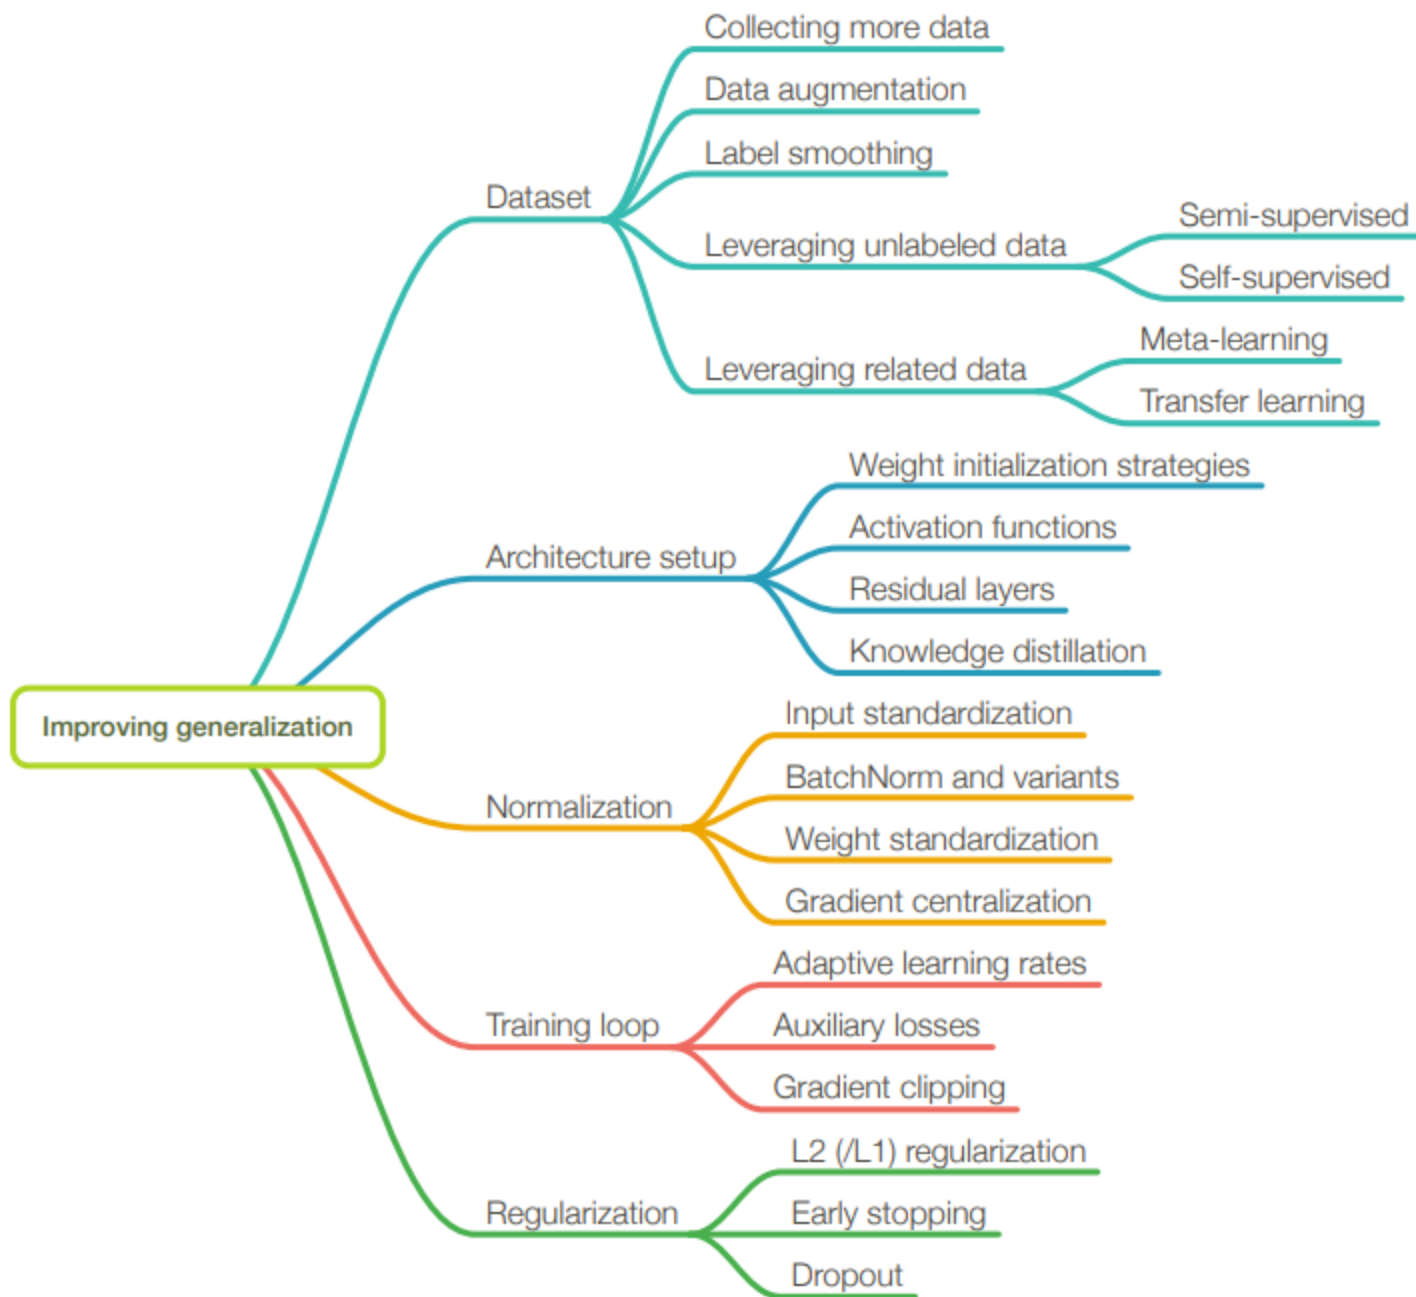 Collecting more data
Data augmentation
Label smoothing
Dataset
Semi-supervised
Leveraging unlabeled data
Self-supervised
Meta-learning
Leveraging related data
Transfer learning
Weight initialization strategies
Activation functions
Architecture setup
Residual layers
Knowledge distillation
Improving generalization
Input standardization
BatchNorm and variants
Normalization
Weight standardization
Gradient centralization
Adaptive learning rates
Training loop
Auxiliary losses
Gradient clipping
L2 (/L1) regularization
Regularization
Early stopping
Dropout